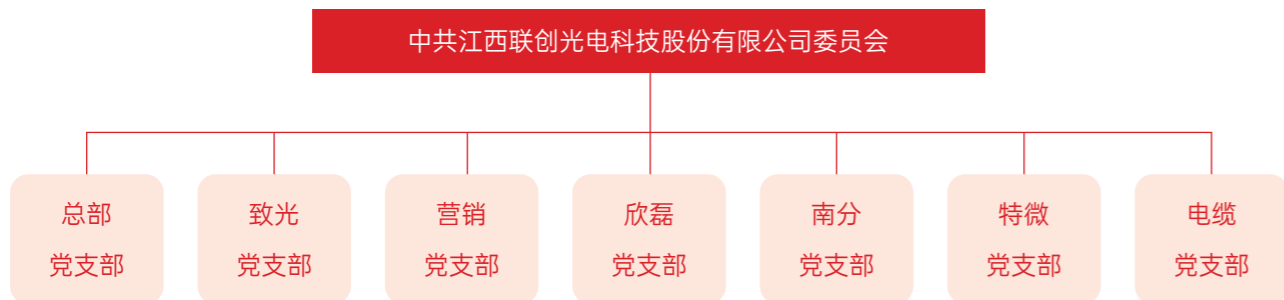 中共江西联创光电科技股份有限公司委员会
总部
党支部
致光
党支部
营销
党支部
欣磊
党支部
南分
党支部
特微
党支部
电缆
党支部